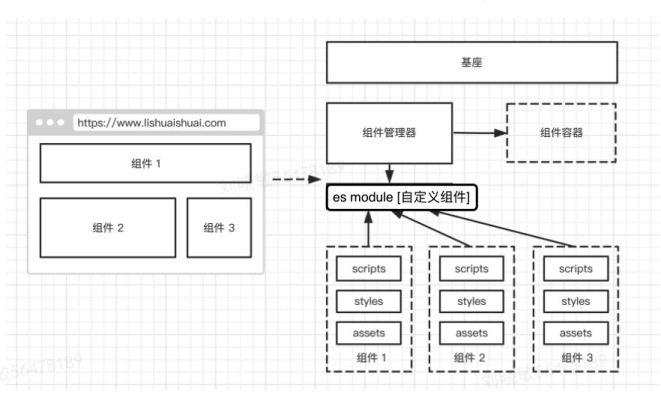 基座
https://www.lishuaishuai.com
组件管理器
组件容器
组件 1
es module [自定义组件]
组件 2
组件 3
scripts
styles
assets
组件 1
scripts
styles
assets
组件 2
scripts
styles
assets
组件 3